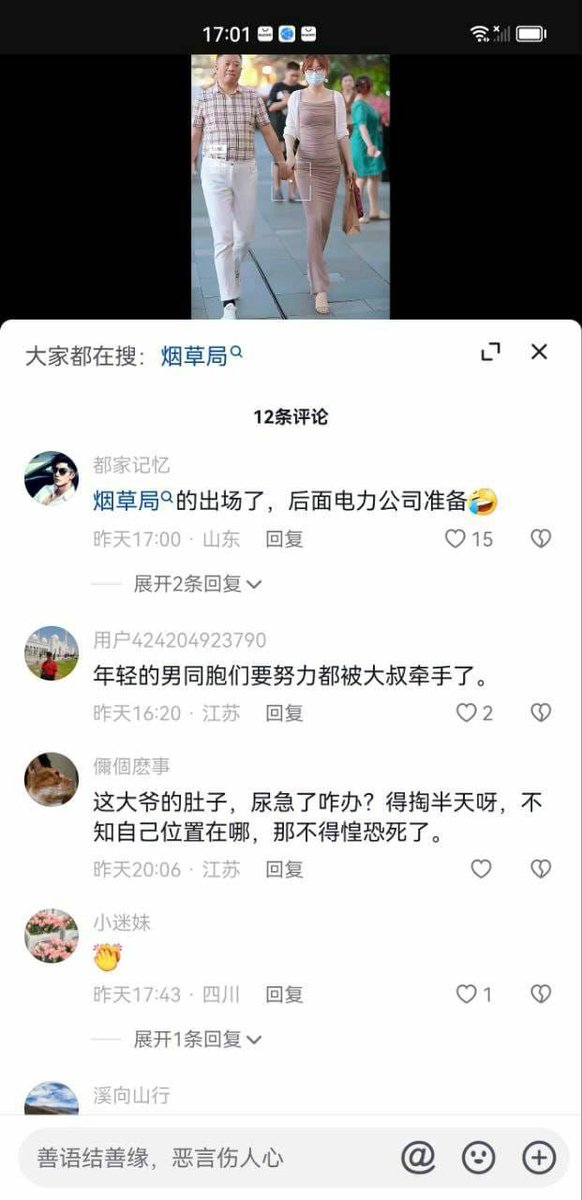 17:01
大家都在搜：烟草局
12条评论
都家记忆
烟草局的出场了，后面电力公司准备🤣
昨天17:00 · 山东 回复
15
展开2条回复
用户424204923790
年轻的男同胞们要努力都被大叔牵手了。
昨天16:20 · 江苏 回复
2
儞個麼事
这大爷的肚子，尿急了咋办？得掏半天呀，不
知自己位置在哪，那不得惶恐死了。
昨天20:06 · 江苏 回复
小迷妹
👏
昨天17:43 · 四川 回复
1
展开1条回复
溪向山行
善语结善缘，恶言伤人心